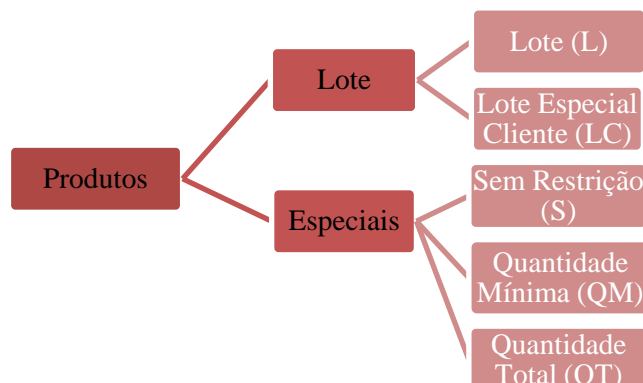 Produtos
Lote
Especiais
Lote (L)
Lote Especial
Cliente (LC)
Sem Restrição
(S)
Quantidade
Mínima (QM)
Quantidade
Total (QT)